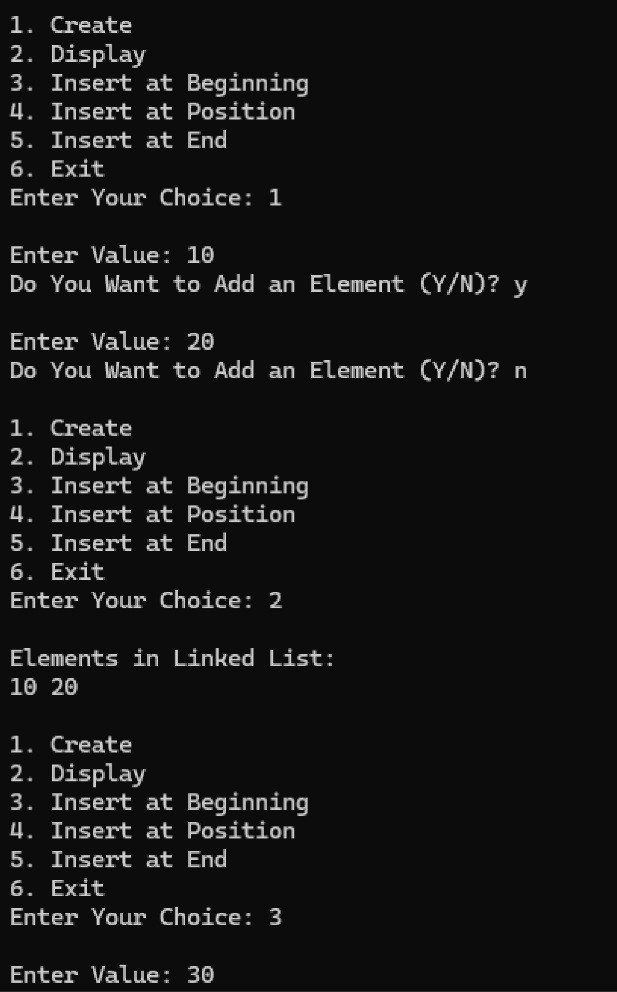 1. Create
2. Display
3. Insert at Beginning
4. Insert at Position
5. Insert at End
6. Exit
Enter Your Choice: 1
Enter Value: 10
Do You Want to Add an Element (Y/N)? y
Enter Value: 20
Do You Want to Add an Element (Y/N)? n
1. Create
2. Display
3. Insert at Beginning
4. Insert at Position
5. Insert at End
6. Exit
Enter Your Choice: 2
Elements in Linked List:
10 20
1. Create
2. Display
3. Insert at Beginning
4. Insert at Position
5. Insert at End
6. Exit
Enter Your Choice: 3
Enter Value: 30